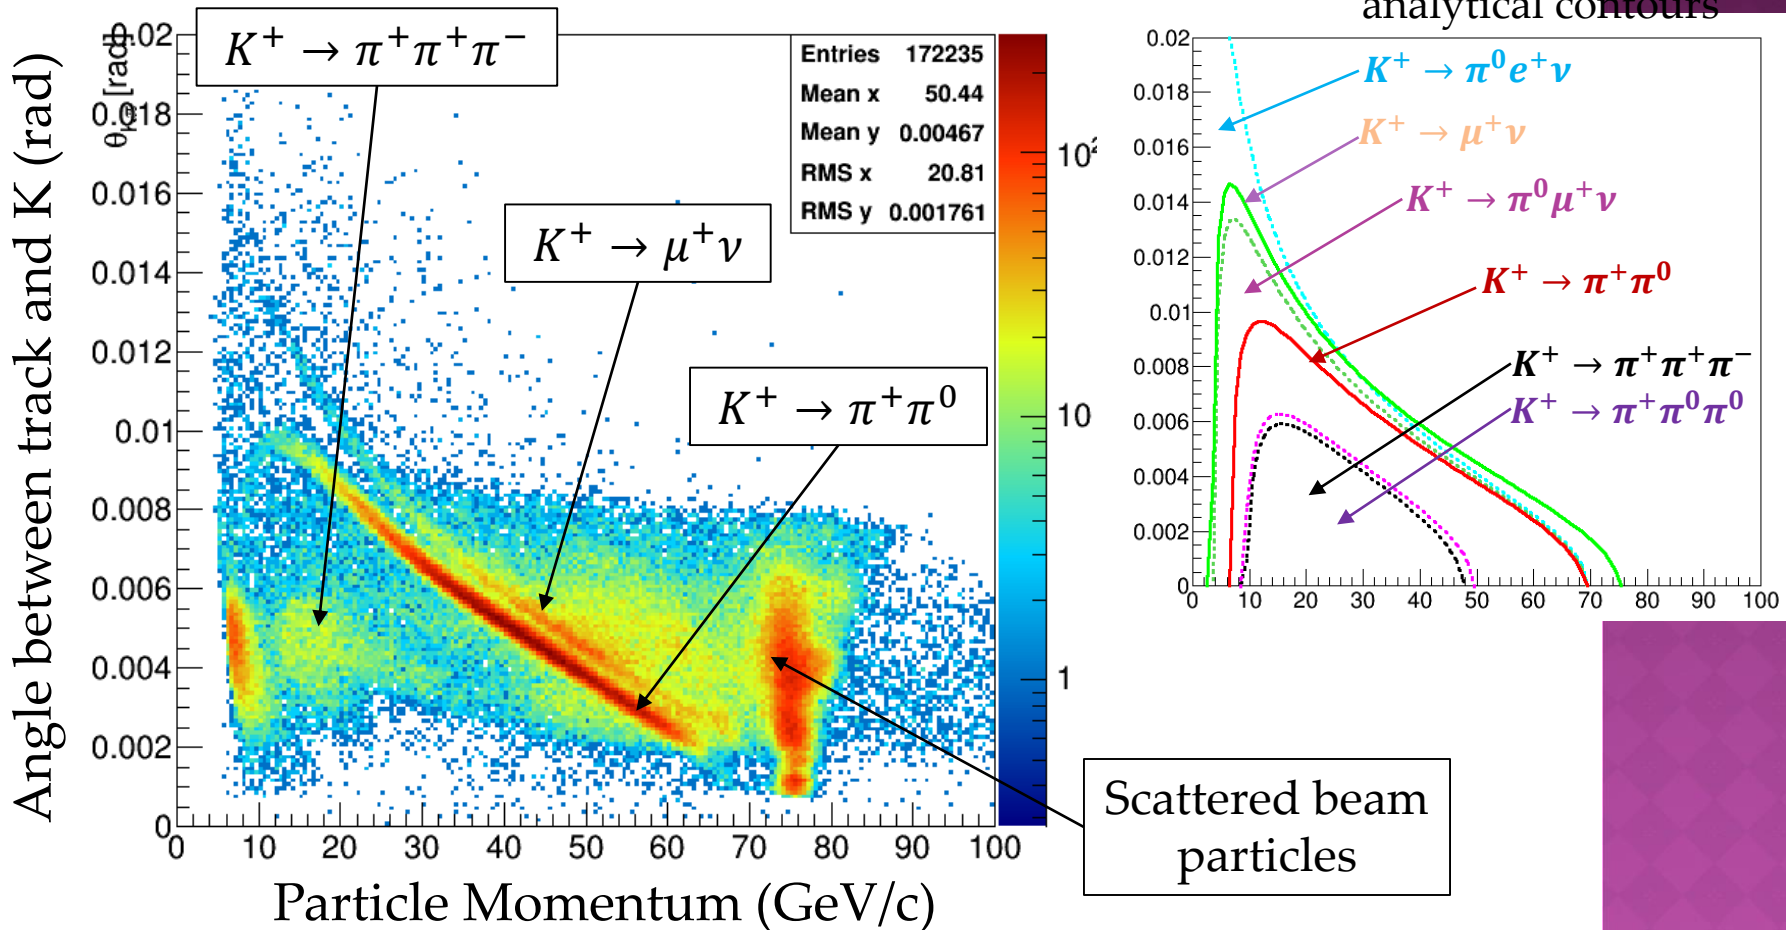 analytical contours
Angle between track and K (rad)
0.02
0.018
0.016
0.014
0.012
0.01
0.008
0.006
0.004
0.002
0
K⁺ → π⁺π⁺π⁻
K⁺ → μ⁺ν
K⁺ → π⁺π⁰
Entries 172235
Mean x 50.44
Mean y 0.00467
RMS x 20.81
RMS y 0.001761
10²
10
1
0 10 20 30 40 50 60 70 80 90 100
Particle Momentum (GeV/c)
Scattered beam
particles
0.02
0.018
0.016
0.014
0.012
0.01
0.008
0.006
0.004
0.002
0
K⁺ → π⁰e⁺ν
K⁺ → μ⁺ν
K⁺ → π⁰μ⁺ν
K⁺ → π⁺π⁰
K⁺ → π⁺π⁺π⁻
K⁺ → π⁺π⁰π⁰
0 10 20 30 40 50 60 70 80 90 100